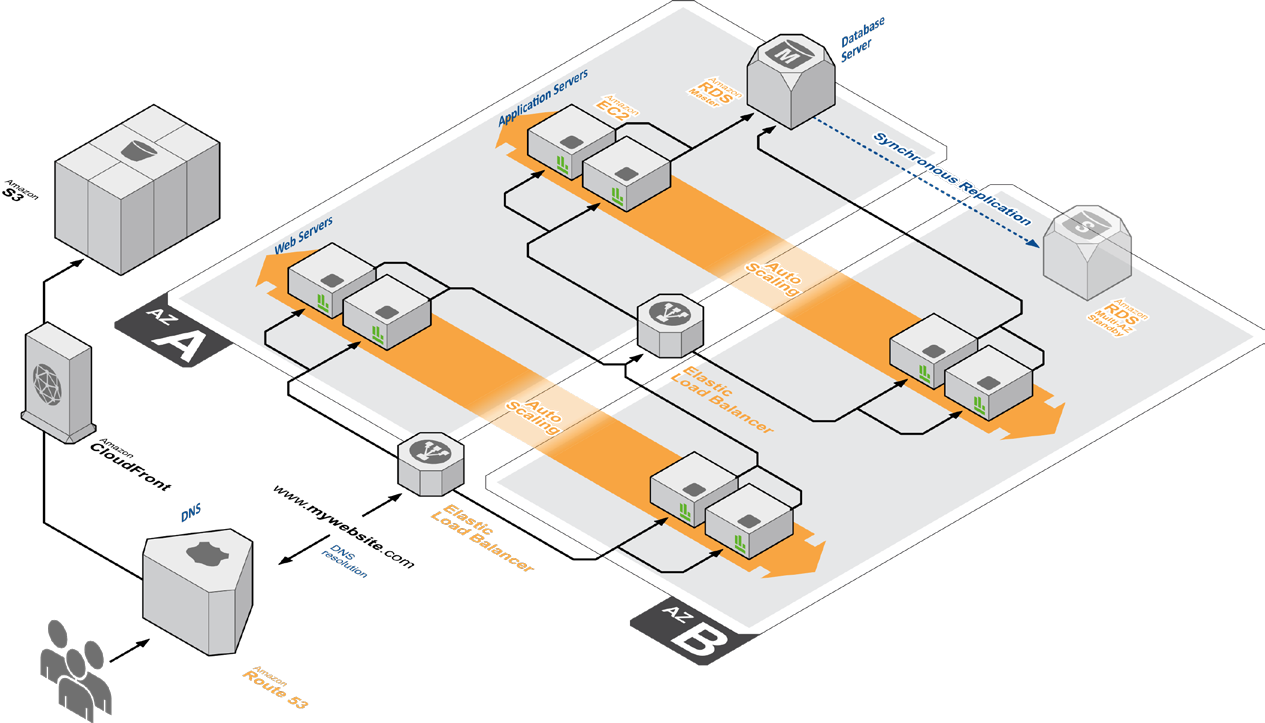 Database
Server
Application Servers
Amazon
RDS
Master
M
Amazon
EC2
Synchronous Replication
S
Amazon
RDS
Multi-Az
Standby
Amazon
S3
Web Servers
Auto
Scaling
AZ
A
Elastic
Load Balancer
Auto
Scaling
Amazon
CloudFront
DNS
www.mywebsite.com
DNS
resolution
Elastic
Load Balancer
AZ
B
Amazon
Route 53